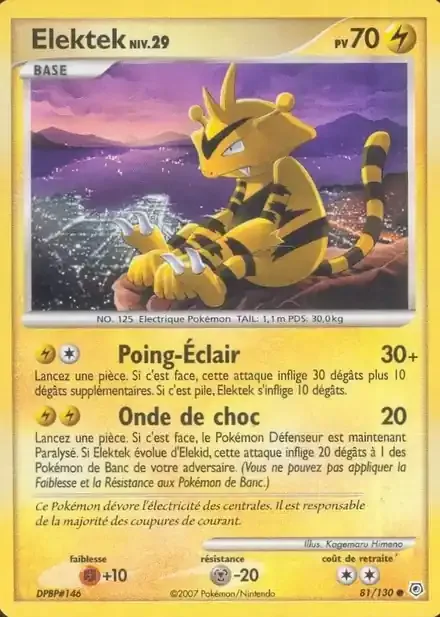 Elektek NIV.29 PV 70
BASE
NO. 125 Electrique Pokémon TAIL: 1,1m PDS: 30,0kg
Poing-Éclair 30+
Lancez une pièce. Si c'est face, cette attaque inflige 30 dégâts plus 10
dégâts supplémentaires. Si c'est pile, Elektek s'inflige 10 dégâts.
Onde de choc 20
Lancez une pièce. Si c'est face, le Pokémon Défenseur est maintenant
Paralysé. Si Elektek évolue d'Elekid, cette attaque inflige 20 dégâts à 1 des
Pokémon de Banc de votre adversaire. (Vous ne pouvez pas appliquer la
Faiblesse et la Résistance aux Pokémon de Banc.)
Ce Pokémon dévore l'électricité des centrales. Il est responsable
de la majorité des coupures de courant.
Illus. Kagemaru Himeno
faiblesse résistance coût de retraite
+10 -20
DPBP#146 ©2007 Pokémon/Nintendo 81/130